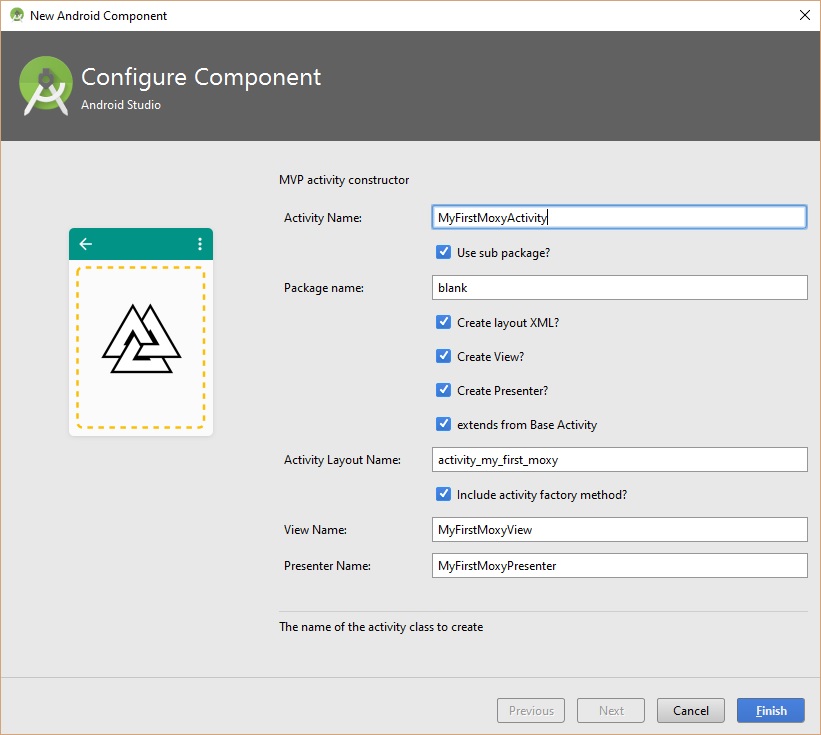 New Android Component
Configure Component
Android Studio
MVP activity constructor
Activity Name: MyFirstMoxyActivity
Use sub package?
Package name: blank
Create layout XML?
Create View?
Create Presenter?
extends from Base Activity
Activity Layout Name: activity_my_first_moxy
Include activity factory method?
View Name: MyFirstMoxyView
Presenter Name: MyFirstMoxyPresenter
The name of the activity class to create
Previous Next Cancel Finish